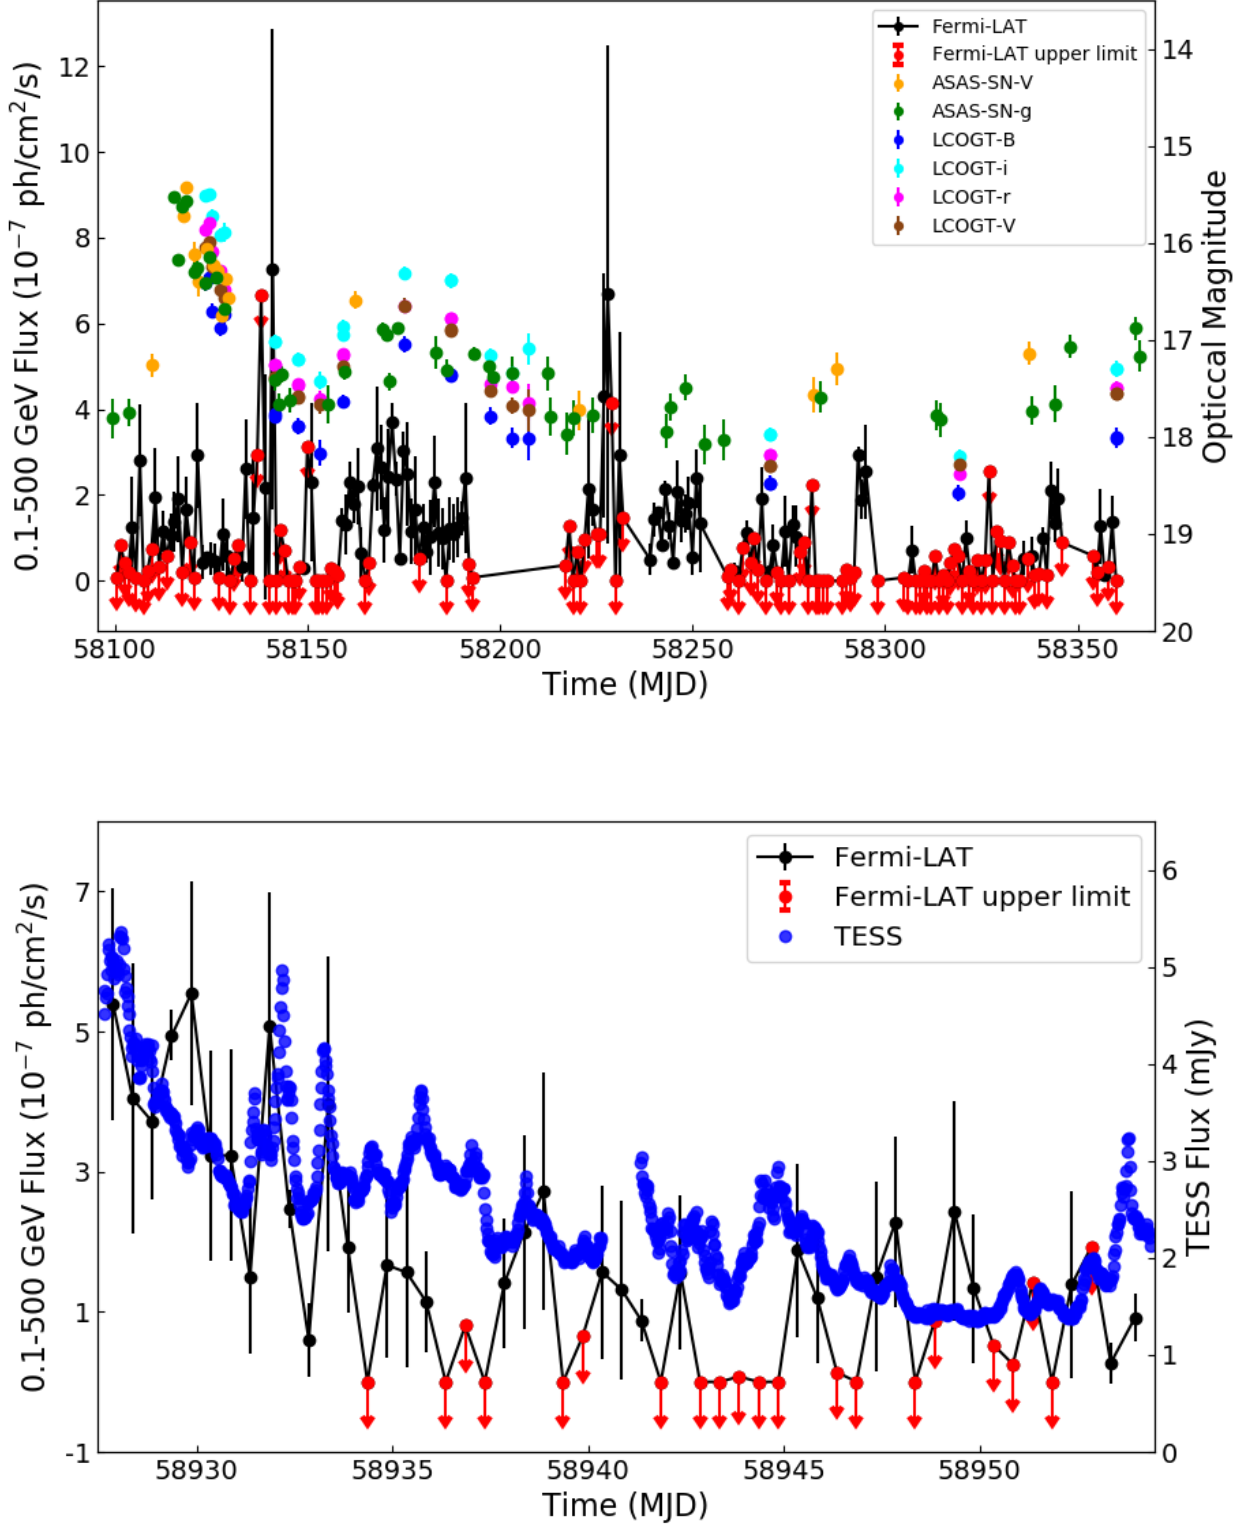 Fermi-LAT
Fermi-LAT upper limit
ASAS-SN-V
ASAS-SN-g
LCOGT-B
LCOGT-i
LCOGT-r
LCOGT-V
0.1-500 GeV Flux (10⁻⁷ ph/cm²/s)
12
10
8
6
4
2
0
14
15
16
17
18
19
20
Opticcal Magnitude
58100 58150 58200 58250 58300 58350
Time (MJD)
Fermi-LAT
Fermi-LAT upper limit
TESS
0.1-500 GeV Flux (10⁻⁷ ph/cm²/s)
7
5
3
1
-1
6
5
4
3
2
1
0
TESS Flux (mJy)
58930 58935 58940 58945 58950
Time (MJD)